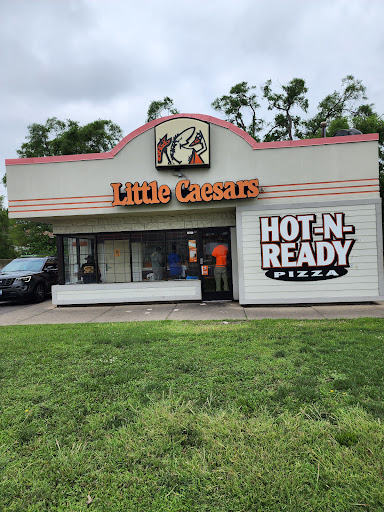 Little Caesars
HOT-N-
READY
PIZZA